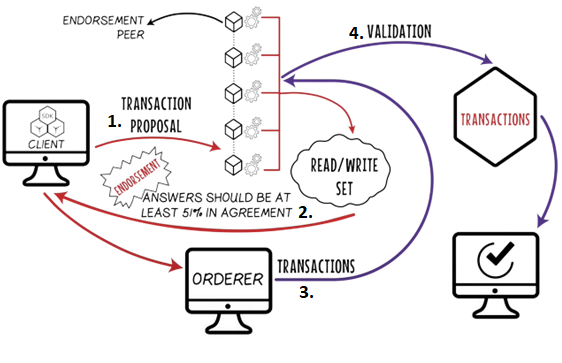 ENDORSEMENT
PEER
4. VALIDATION
1.
TRANSACTION
PROPOSAL
SDK
CLIENT
TRANSACTIONS
ENDORSEMENT
READ/WRITE
SET
ANSWERS SHOULD BE AT
LEAST 51% IN AGREEMENT
2.
ORDERER
TRANSACTIONS
3.